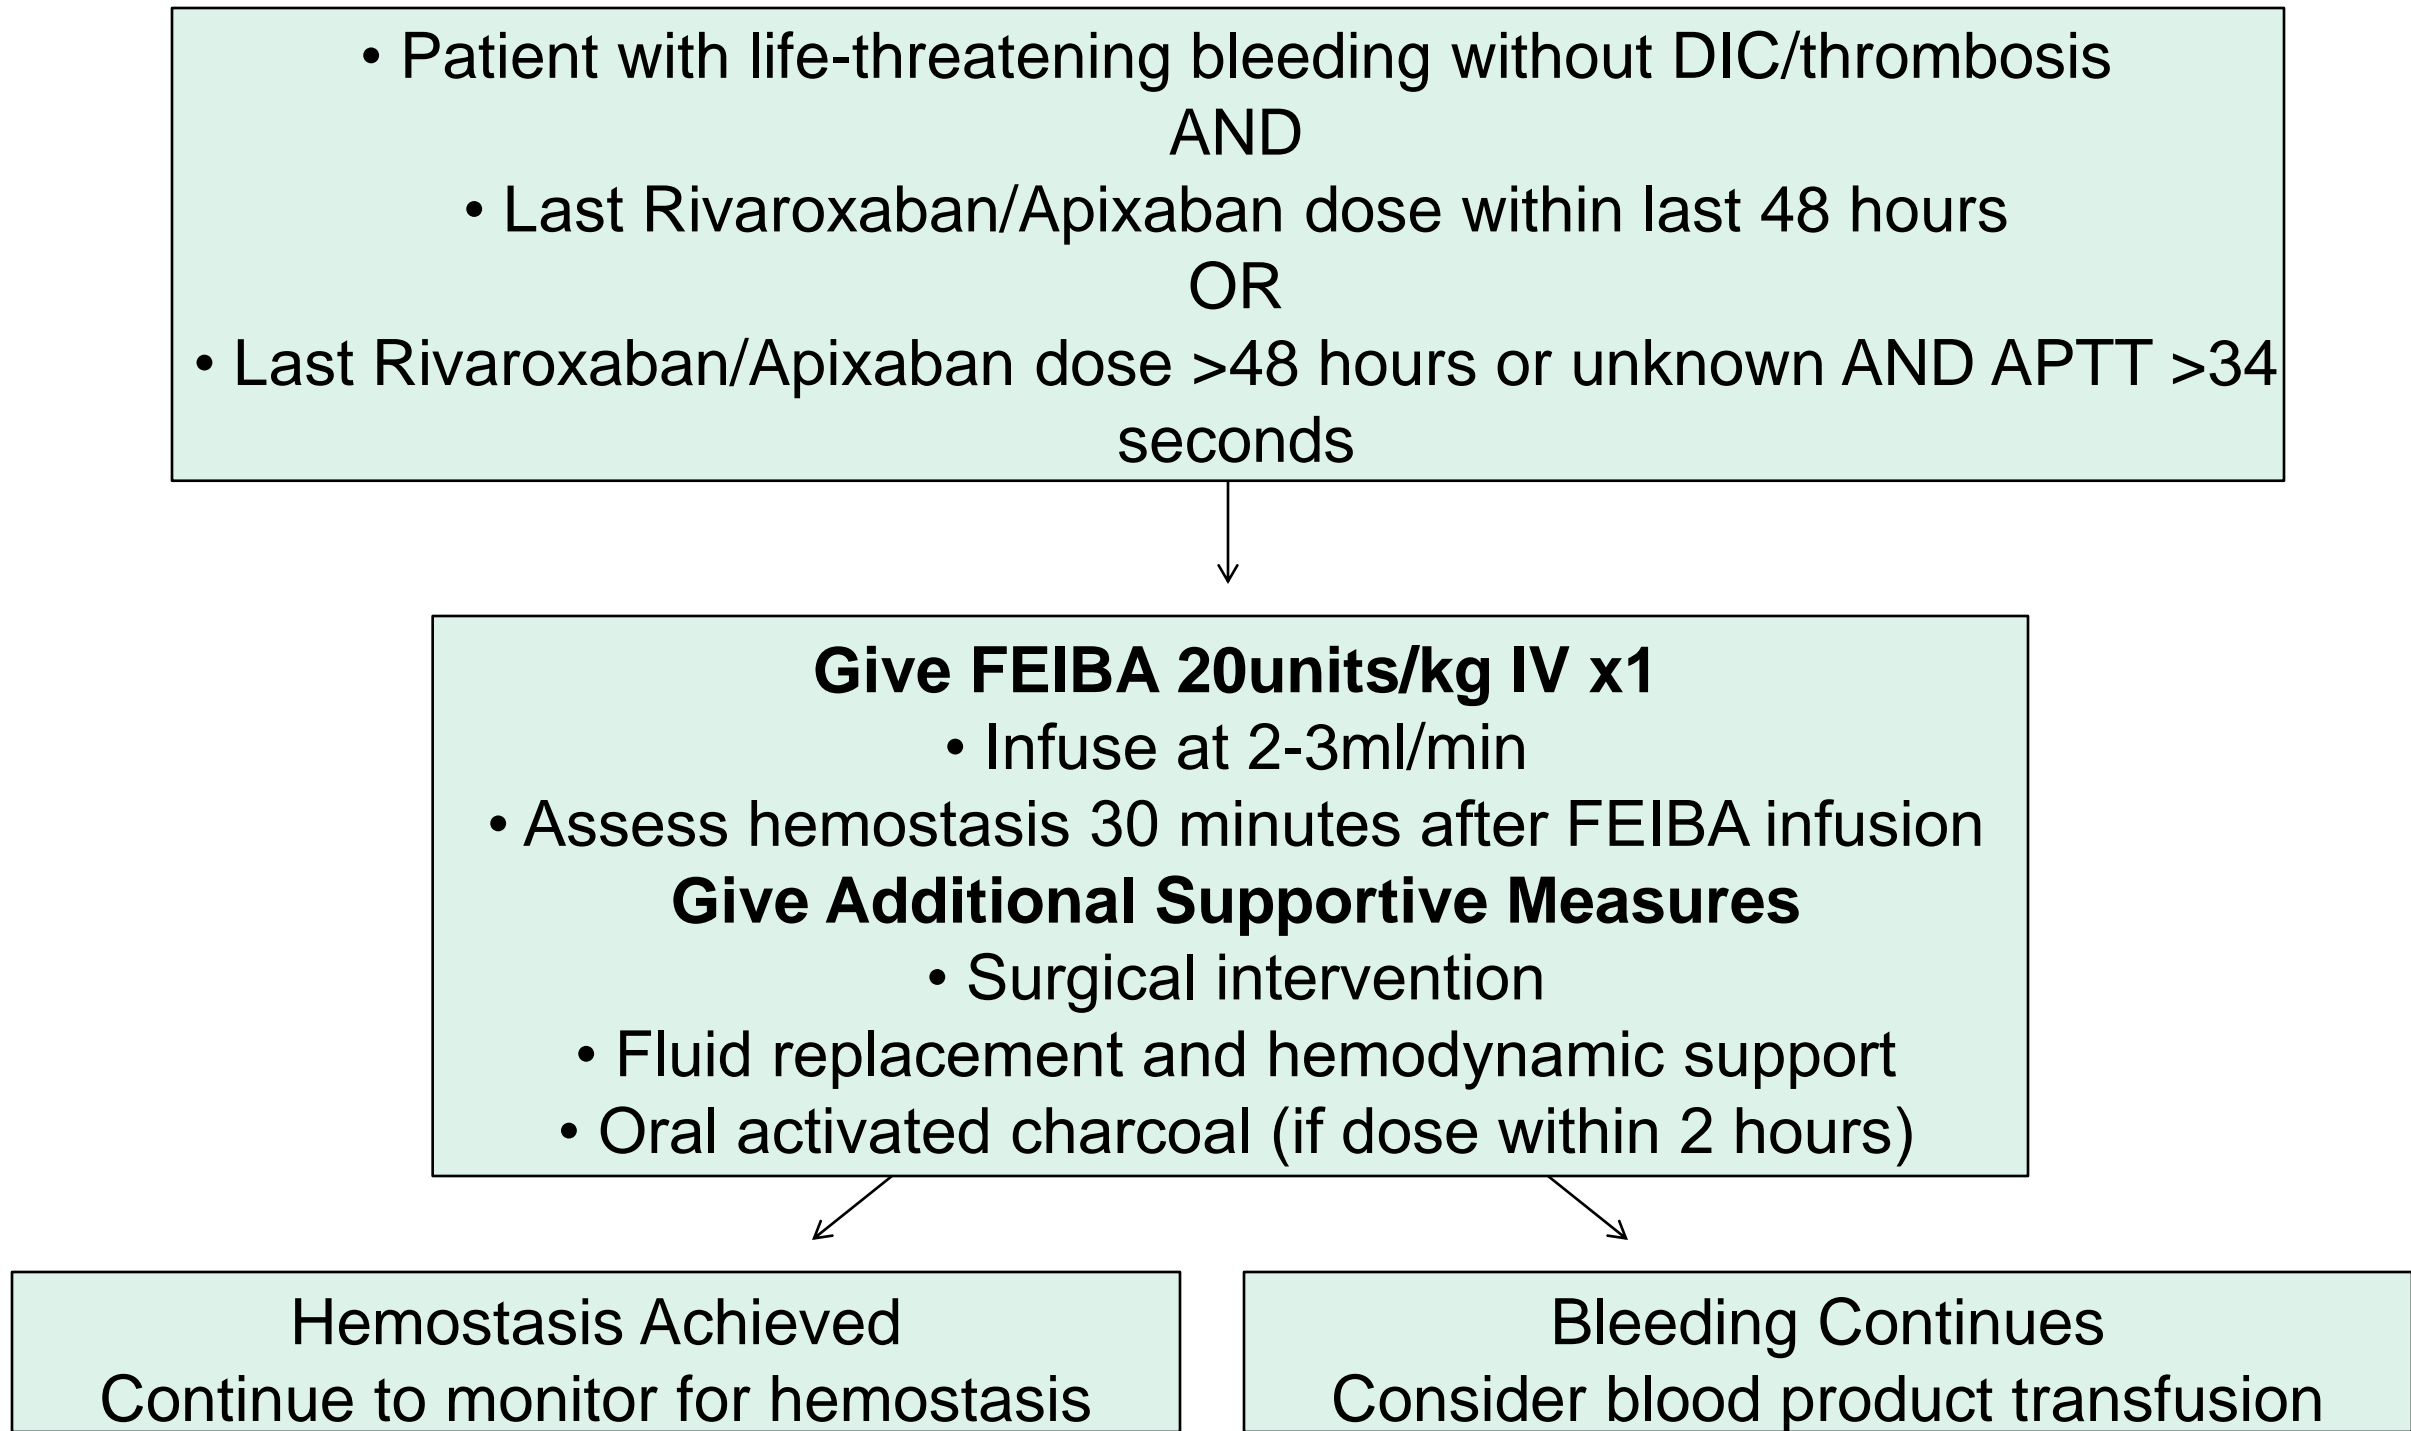 • Patient with life-threatening bleeding without DIC/thrombosis
AND
• Last Rivaroxaban/Apixaban dose within last 48 hours
OR
• Last Rivaroxaban/Apixaban dose >48 hours or unknown AND APTT >34
seconds
Give FEIBA 20units/kg IV x1
• Infuse at 2-3ml/min
• Assess hemostasis 30 minutes after FEIBA infusion
Give Additional Supportive Measures
• Surgical intervention
• Fluid replacement and hemodynamic support
• Oral activated charcoal (if dose within 2 hours)
Hemostasis Achieved
Continue to monitor for hemostasis
Bleeding Continues
Consider blood product transfusion